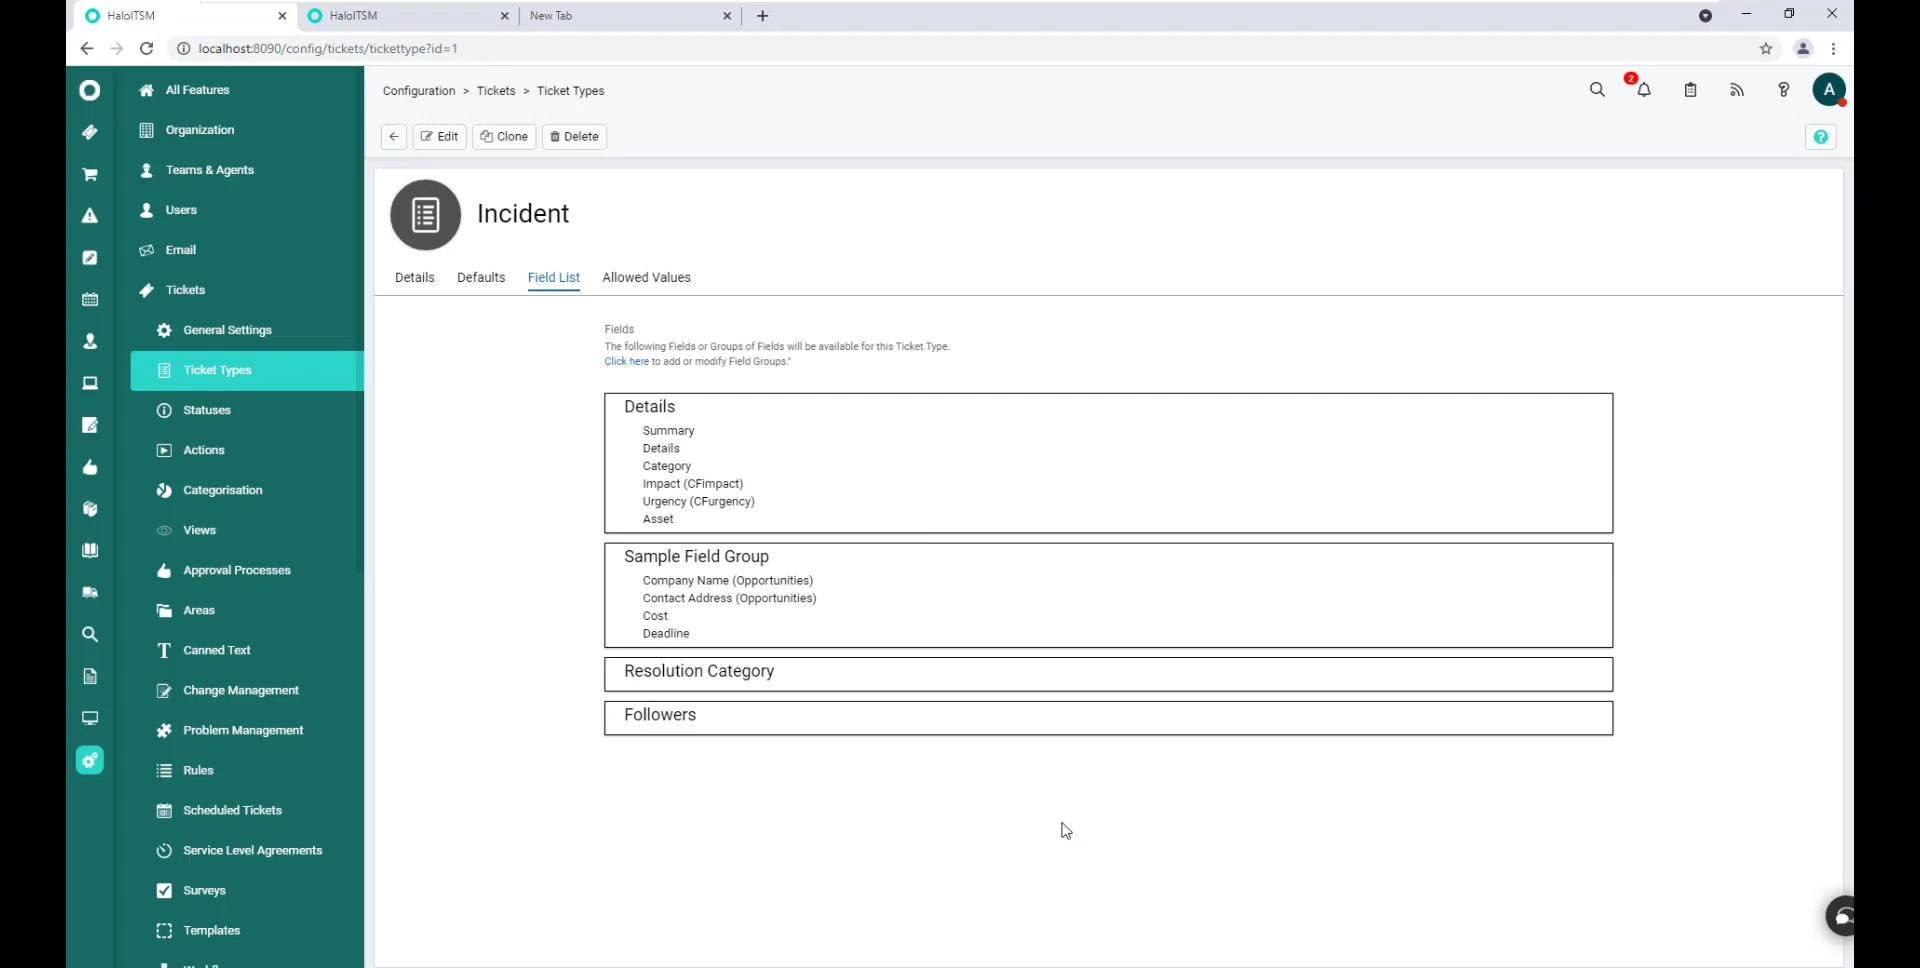 HaloITSM
HaloITSM
New Tab
localhost:8090/config/tickets/tickettype?id=1
All Features
Organization
Teams & Agents
Users
Email
Tickets
General Settings
Ticket Types
Statuses
Actions
Categorisation
Views
Approval Processes
Areas
Canned Text
Change Management
Problem Management
Rules
Scheduled Tickets
Service Level Agreements
Surveys
Templates
Configuration > Tickets > Ticket Types
2
A
Edit
Clone
Delete
Incident
Details Defaults Field List Allowed Values
Fields
The following Fields or Groups of Fields will be available for this Ticket Type.
Click here to add or modify Field Groups."
Details
Summary
Details
Category
Impact (CFimpact)
Urgency (CFurgency)
Asset
Sample Field Group
Company Name (Opportunities)
Contact Address (Opportunities)
Cost
Deadline
Resolution Category
Followers